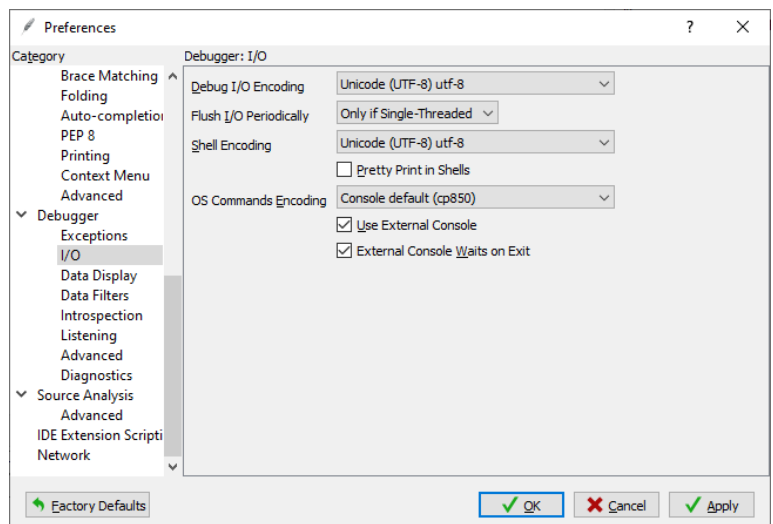 Preferences
?
Category
Debugger: I/O
Brace Matching
Folding
Auto-completion
PEP 8
Printing
Context Menu
Advanced
Debugger
Exceptions
I/O
Data Display
Data Filters
Introspection
Listening
Advanced
Diagnostics
Source Analysis
Advanced
IDE Extension Scripti
Network
Debug I/O Encoding
Unicode (UTF-8) utf-8
Flush I/O Periodically
Only if Single-Threaded
Shell Encoding
Unicode (UTF-8) utf-8
Pretty Print in Shells
OS Commands Encoding
Console default (cp850)
Use External Console
External Console Waits on Exit
Factory Defaults
OK
Cancel
Apply